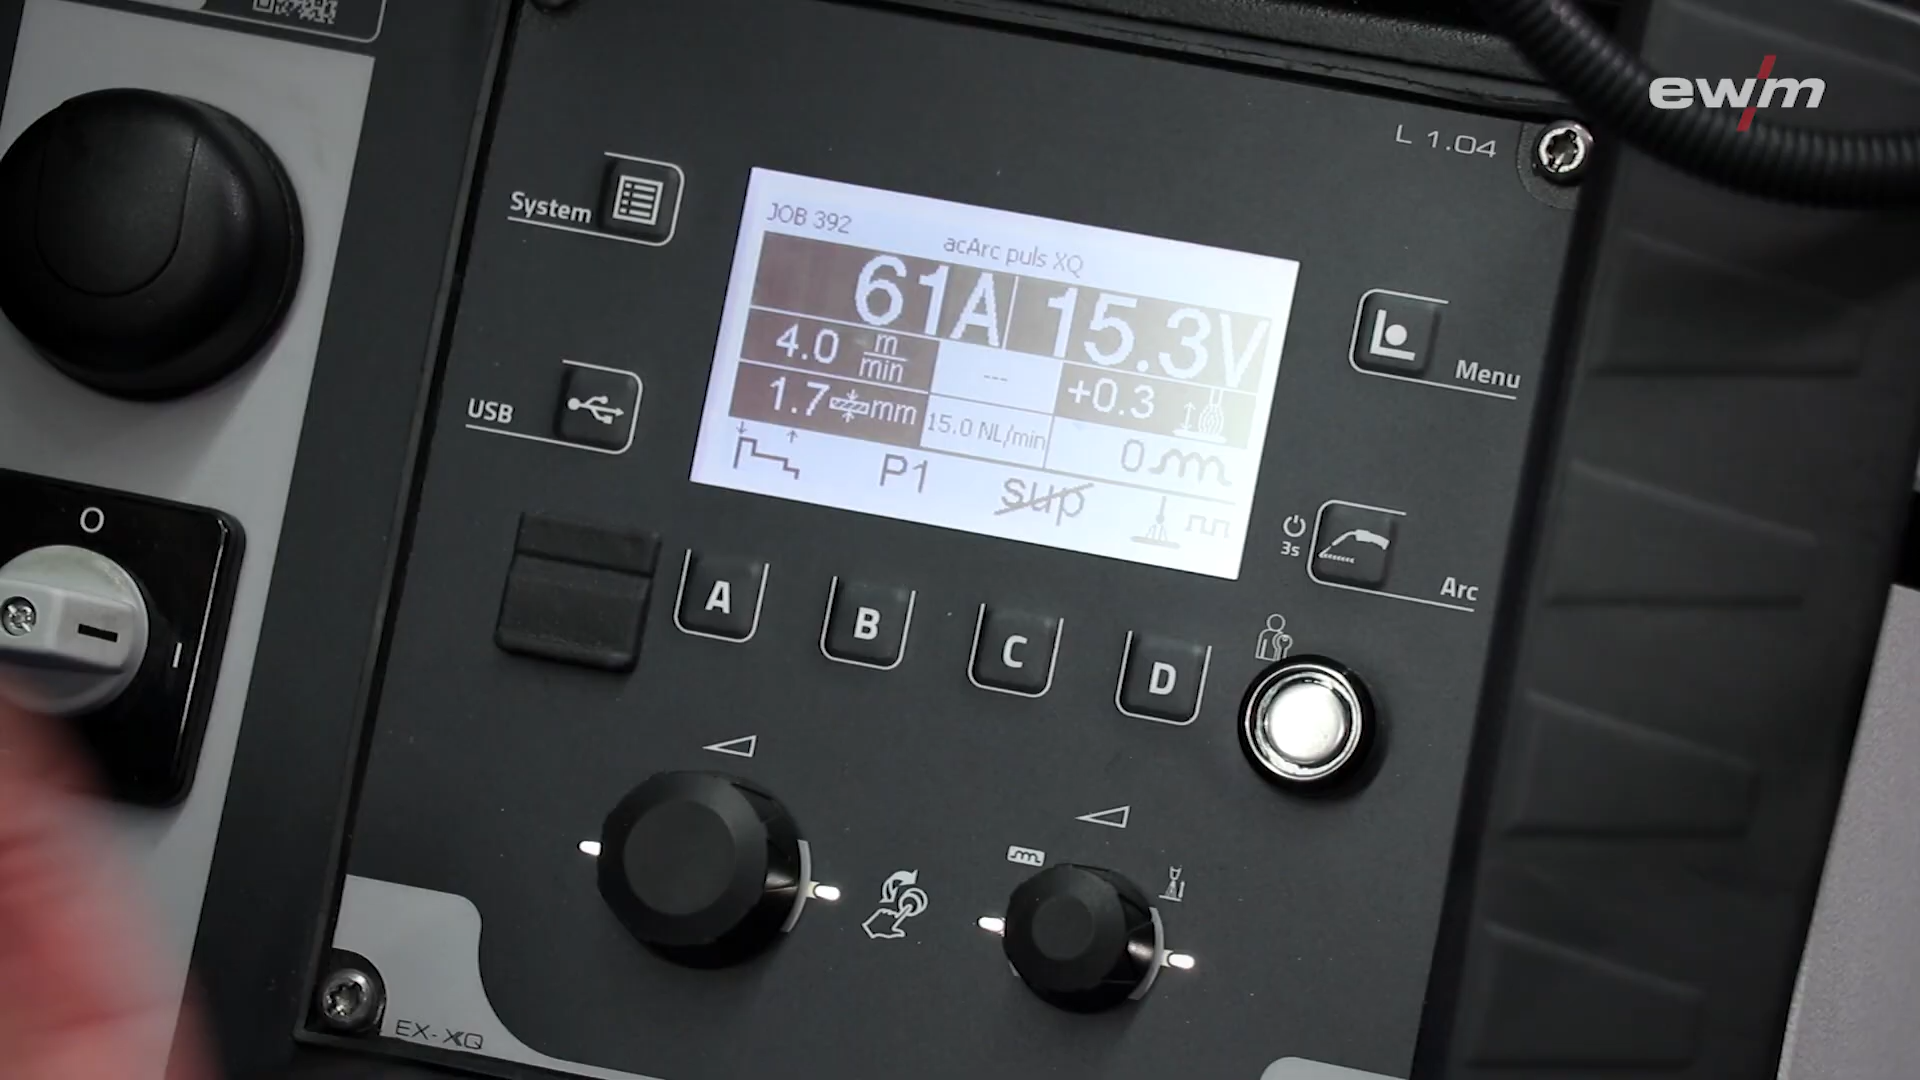 ewm
L 1.04
System
JOB 392
acArc puls XQ
61A 15.3V
4.0 m/min --- +0.3
1.7 mm 15.0 NL/min 0
P1 sup
Menu
USB
3s
Arc
A B C D
O
I
EX-XQ